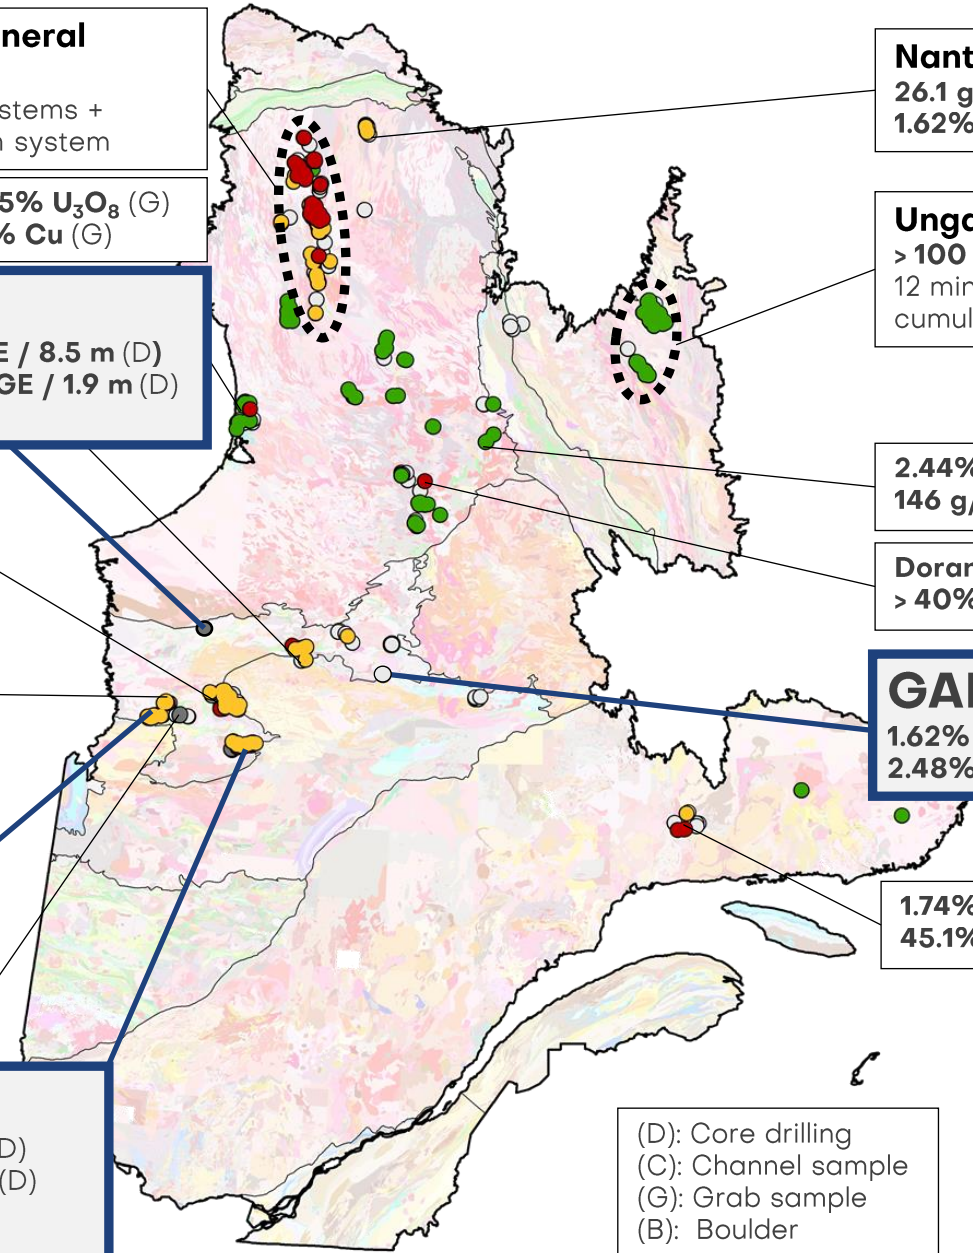 neral
stems +
n system
5% U₃O₈ (G)
% Cu (G)
E / 8.5 m (D)
GE / 1.9 m (D)
Nant
26.1 g
1.62%
Unga
> 100
12 min
cumul
2.44%
146 g/
Doran
> 40%
GA
1.62%
2.48%
1.74%
45.1%
D)
(D)
(D): Core drilling
(C): Channel sample
(G): Grab sample
(B): Boulder